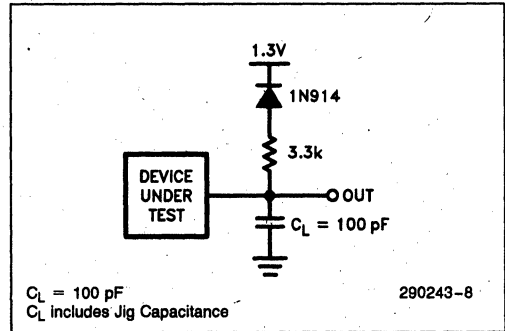 1.3V
1N914
3.3k
DEVICE
UNDER
TEST
OUT
CL = 100 pF
CL = 100 pF
CL includes Jig Capacitance
290243-8